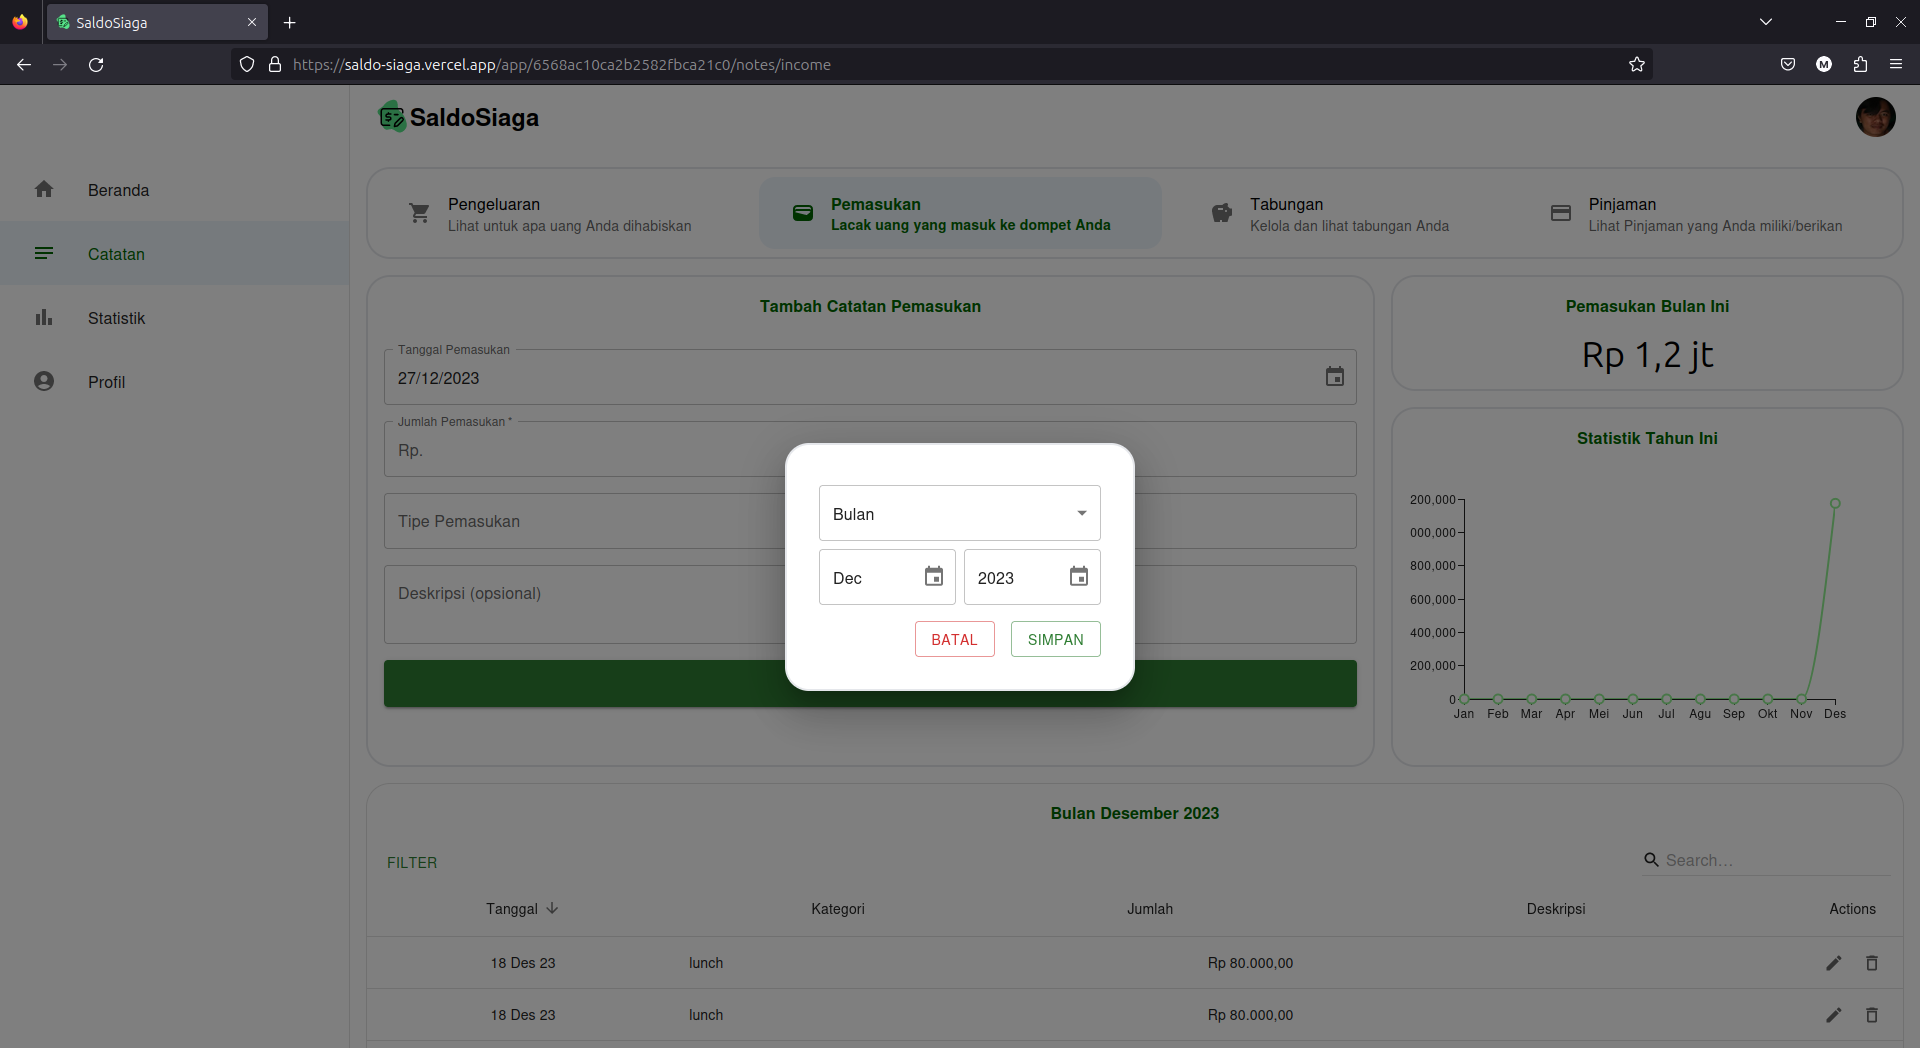 SaldoSiaga
https://saldo-siaga.vercel.app/app/6568ac10ca2b2582fbca21c0/notes/income
M
SaldoSiaga
Beranda
Catatan
Statistik
Profil
Pengeluaran
Lihat untuk apa uang Anda dihabiskan
Pemasukan
Lacak uang yang masuk ke dompet Anda
Tabungan
Kelola dan lihat tabungan Anda
Pinjaman
Lihat Pinjaman yang Anda miliki/berikan
Tambah Catatan Pemasukan
Tanggal Pemasukan
27/12/2023
Jumlah Pemasukan *
Rp.
Tipe Pemasukan
Deskripsi (opsional)
Bulan
Dec
2023
BATAL
SIMPAN
Pemasukan Bulan Ini
Rp 1,2 jt
Statistik Tahun Ini
200,000
000,000
800,000
600,000
400,000
200,000
0
Jan Feb Mar Apr Mei Jun Jul Agu Sep Okt Nov Des
Bulan Desember 2023
FILTER
Search…
Tanggal Kategori Jumlah Deskripsi Actions
18 Des 23 lunch Rp 80.000,00
18 Des 23 lunch Rp 80.000,00